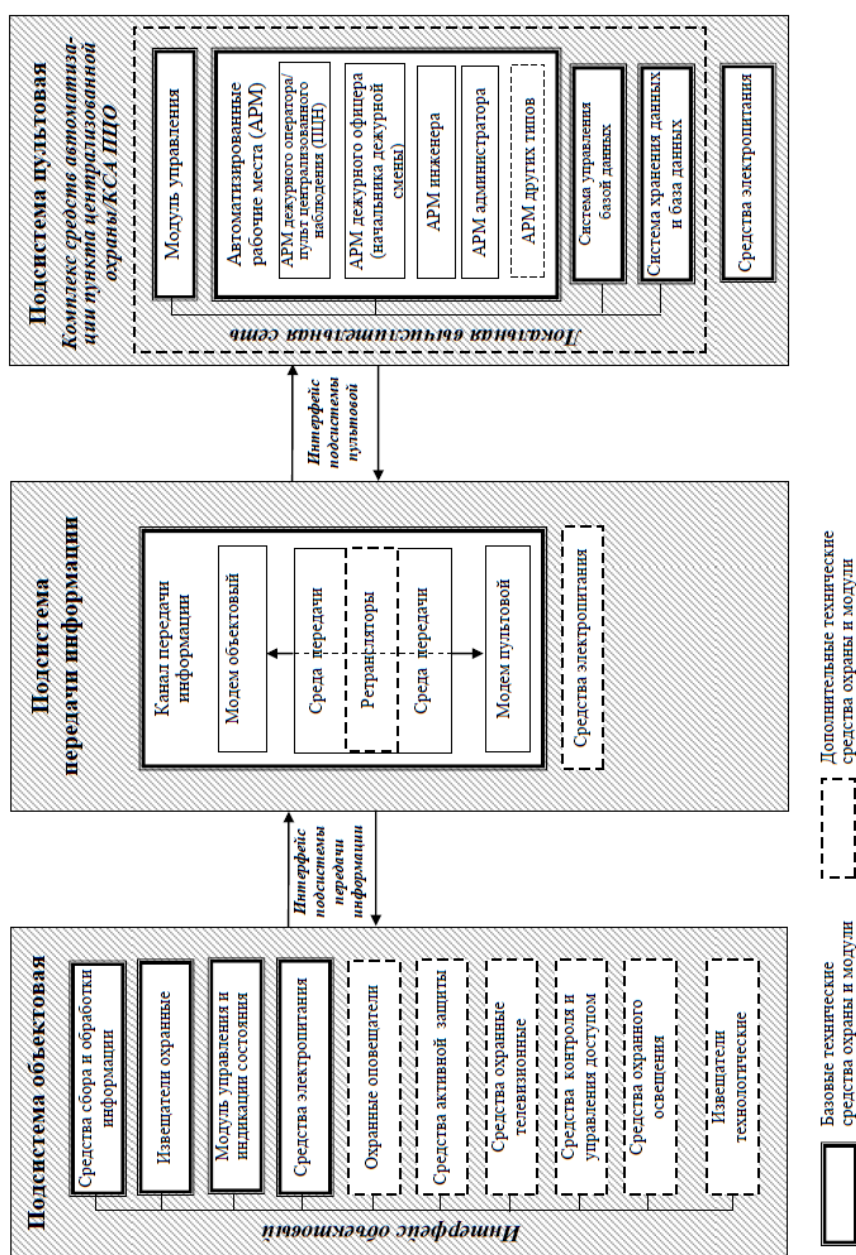 Подсистема объектовая
Средства сбора и обработки
информации
Извещатели охранные
Модуль управления и
индикации состояния
Средства электропитания
Охранные оповещатели
Средства активной защиты
Средства охранные
телевизионные
Средства контроля и
управления доступом
Средства охранного
освещения
Извещатели
технологические
Интерфейс объектовый
Интерфейс
подсистемы
передачи
информации
Подсистема
передачи информации
Канал передачи
информации
Модем объектовый
Среда передачи
Ретрансляторы
Среда передачи
Модем пультовой
Средства электропитания
Интерфейс
подсистемы
пультовой
Подсистема пультовая
Комплекс средств автоматиза-
ции пункта централизованной
охраны/КСА ПЦО
Модуль управления
Автоматизированные
рабочие места (АРМ)
АРМ дежурного оператора/
пульт централизованного
наблюдения (ПЦН)
АРМ дежурного офицера
(начальника дежурной
смены)
АРМ инженера
АРМ администратора
АРМ других типов
Система управления
базой данных
Система хранения данных
и база данных
Локальная вычислительная сеть
Средства электропитания
Базовые технические
средства охраны и модули
Дополнительные технические
средства охраны и модули